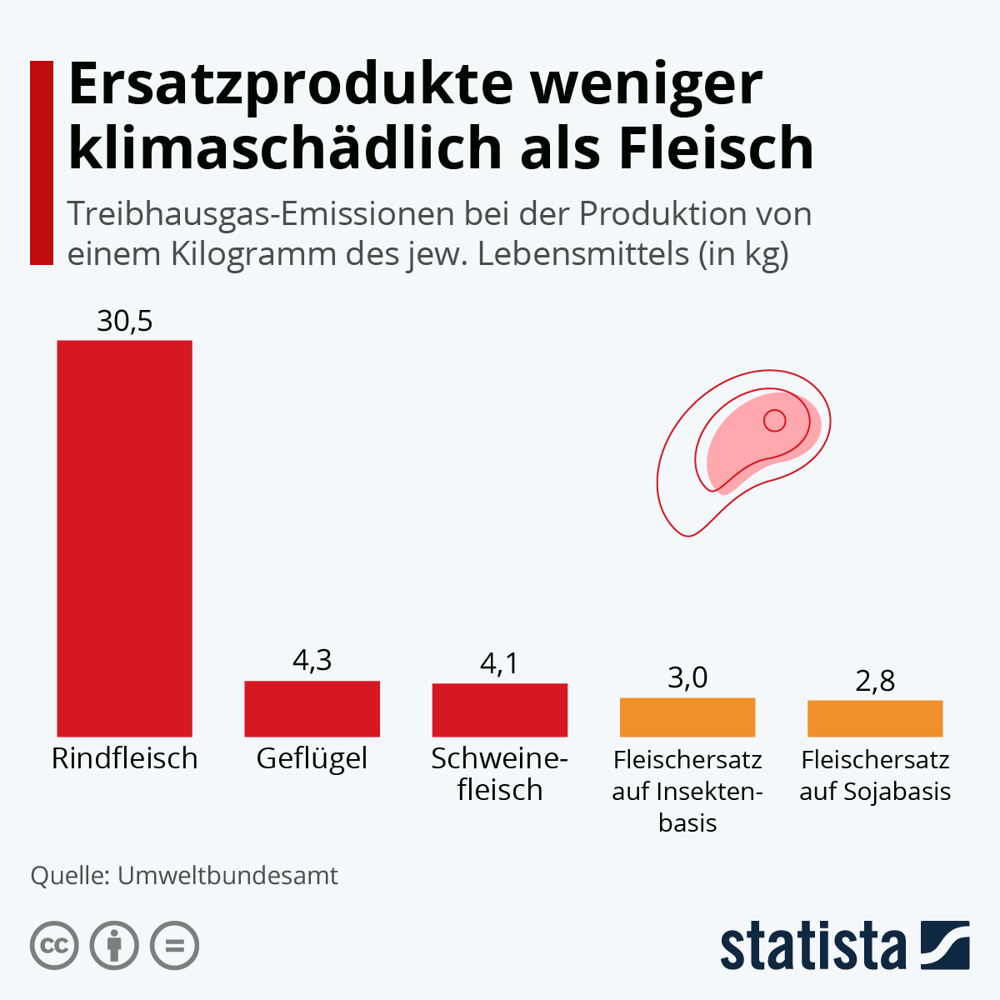 Ersatzprodukte weniger
klimaschädlich als Fleisch
Treibhausgas-Emissionen bei der Produktion von
einem Kilogramm des jew. Lebensmittels (in kg)
30,5
4,3
4,1
3,0
2,8
Rindfleisch
Geflügel
Schweine-
fleisch
Fleischersatz
auf Insekten-
basis
Fleischersatz
auf Sojabasis
Quelle: Umweltbundesamt
cc
statista